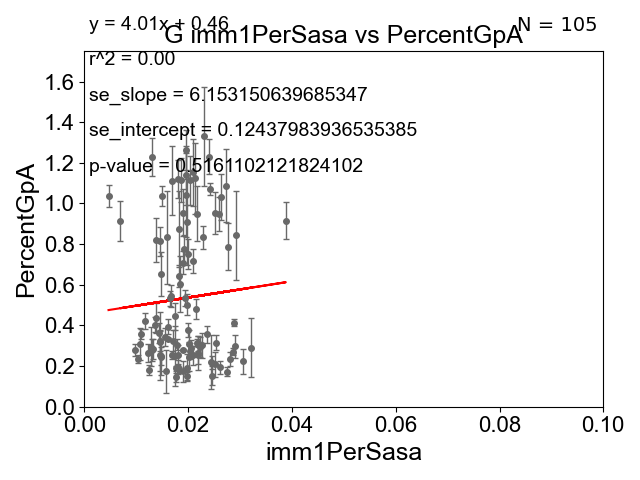 y = 4.01x + 0.46
N = 105
G imm1PerSasa vs PercentGpA
r^2 = 0.00
se_slope = 6.153150639685347
se_intercept = 0.12437983936535385
p-value = 0.5161102121824102
PercentGpA
1.6
1.4
1.2
1.0
0.8
0.6
0.4
0.2
0.0
0.00 0.02 0.04 0.06 0.08 0.10
imm1PerSasa